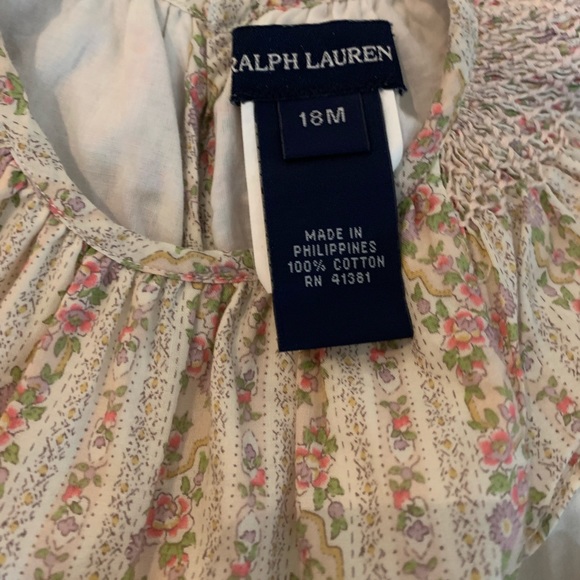 RALPH LAUREN
18M
MADE IN
PHILIPPINES
100% COTTON
RN 41381